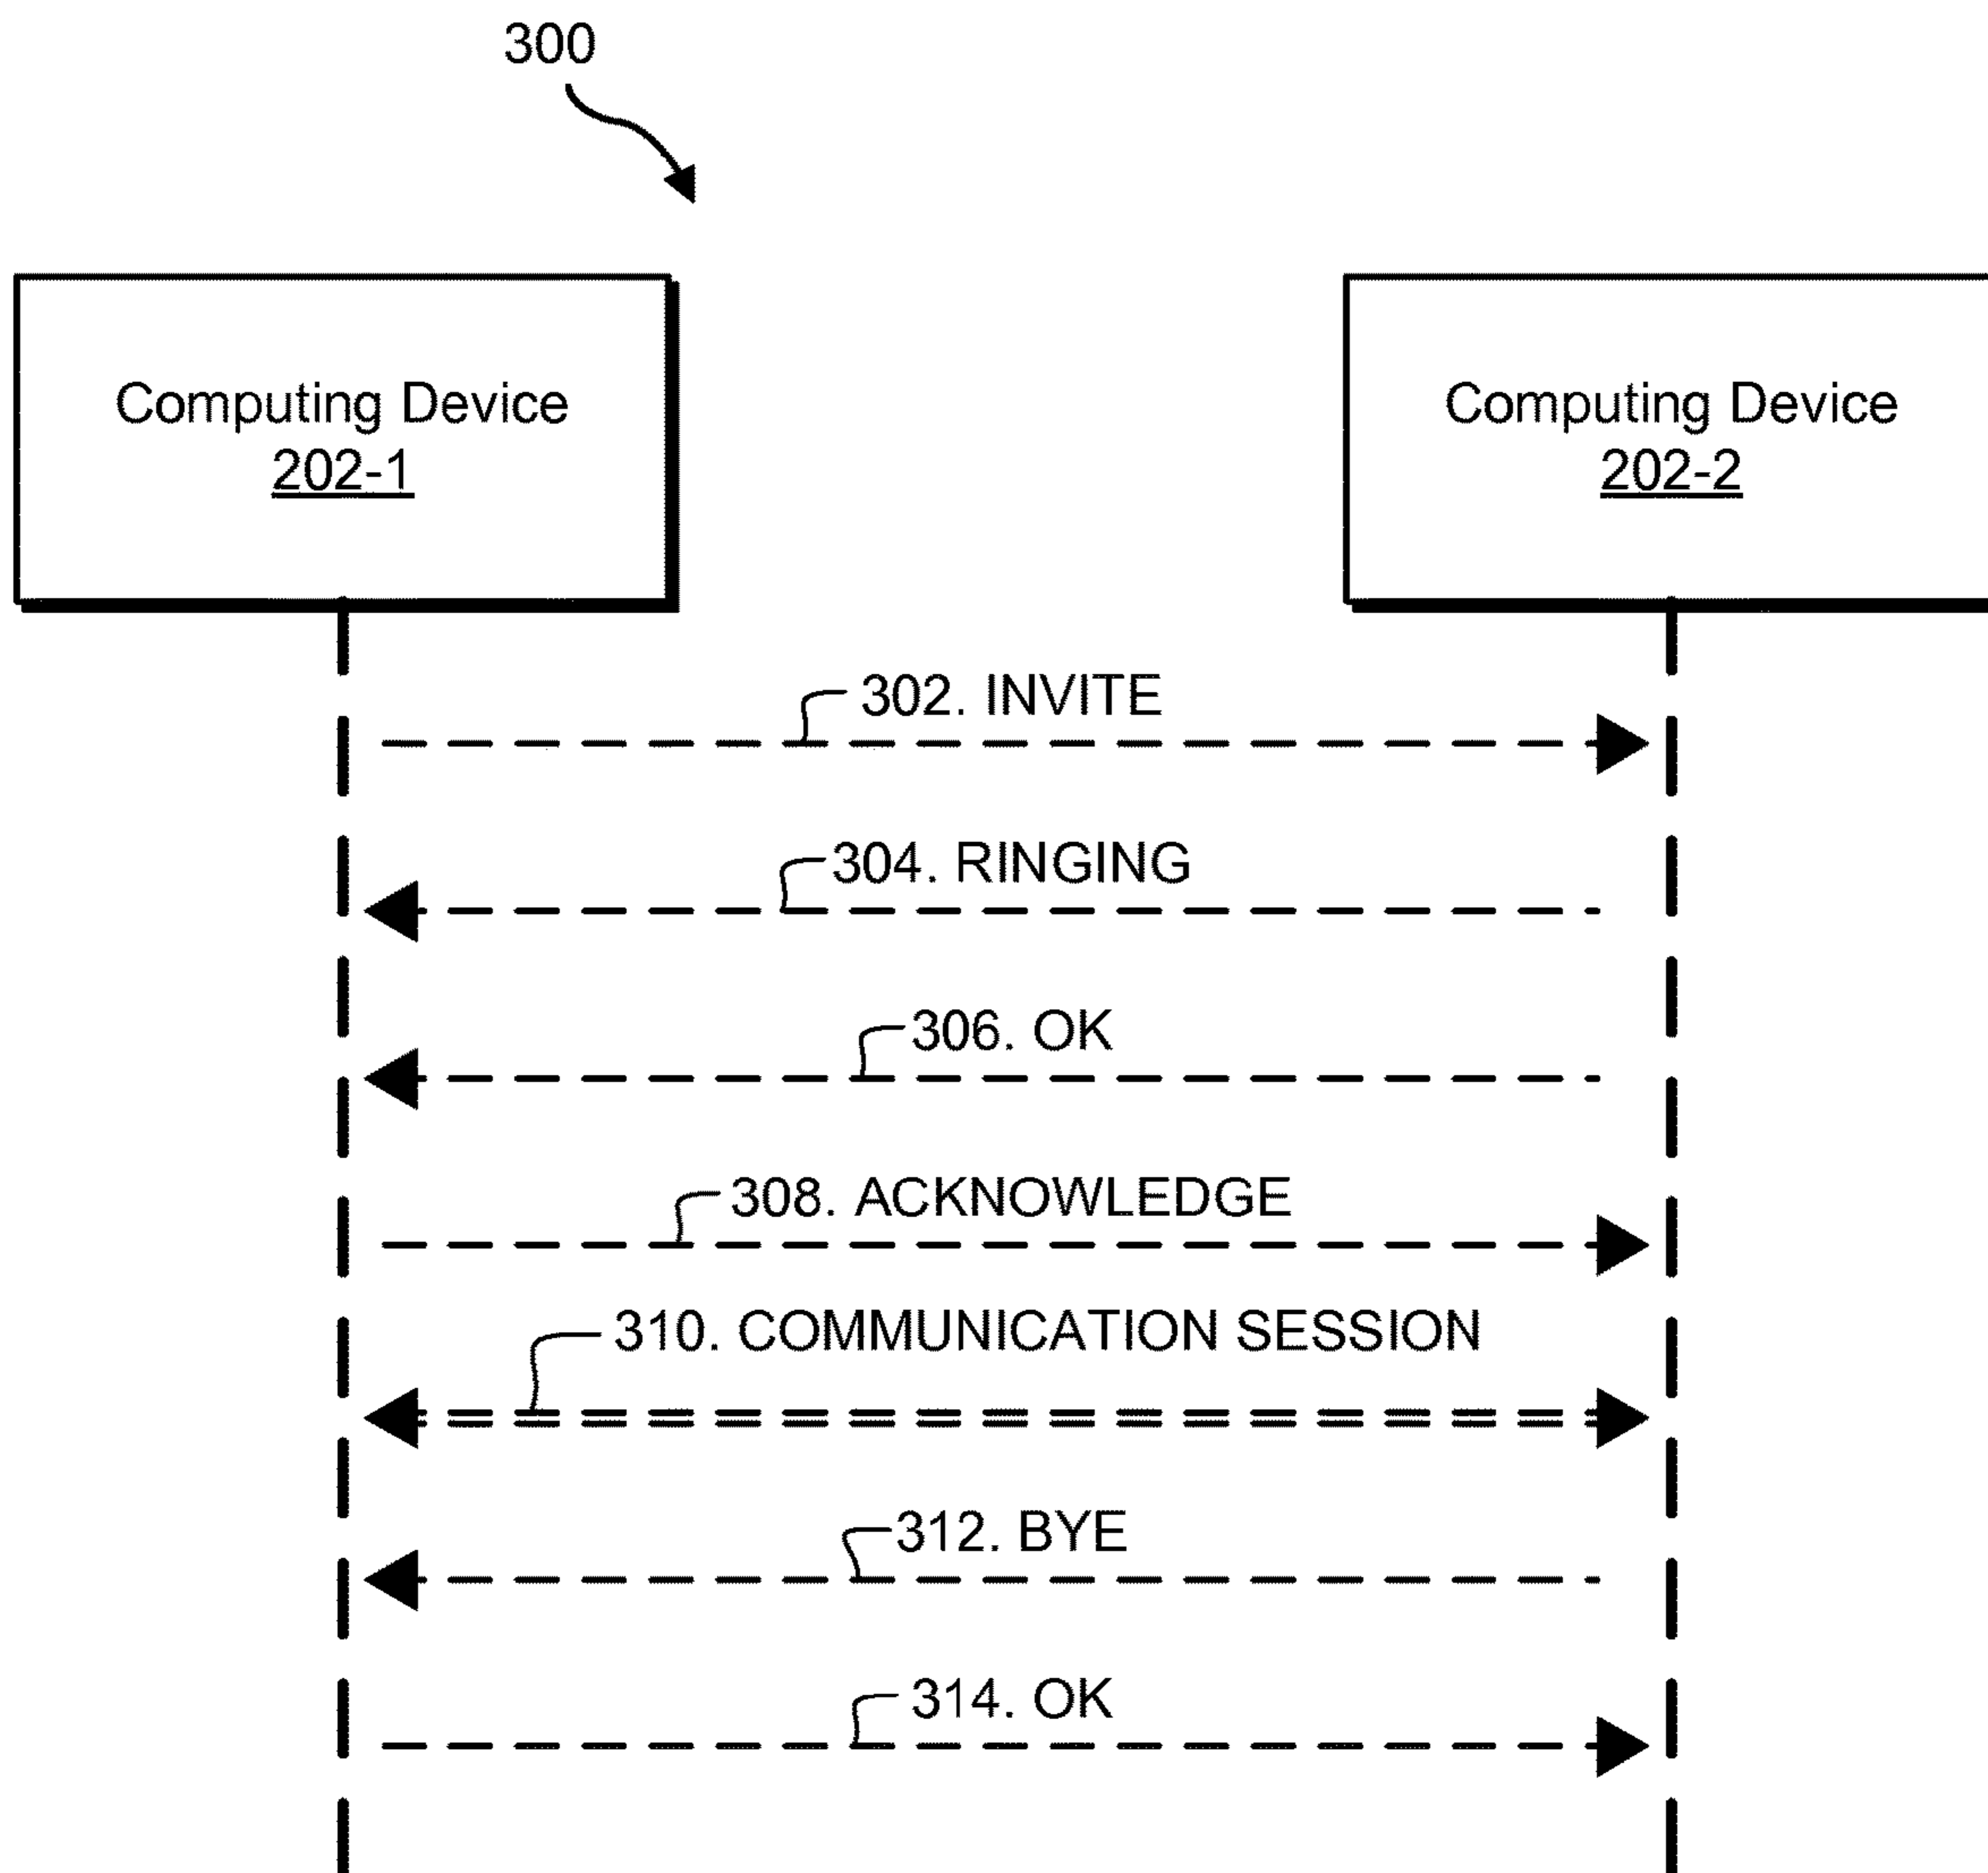 300
Computing Device
202-1
Computing Device
202-2
302. INVITE
304. RINGING
306. OK
308. ACKNOWLEDGE
310. COMMUNICATION SESSION
312. BYE
314. OK